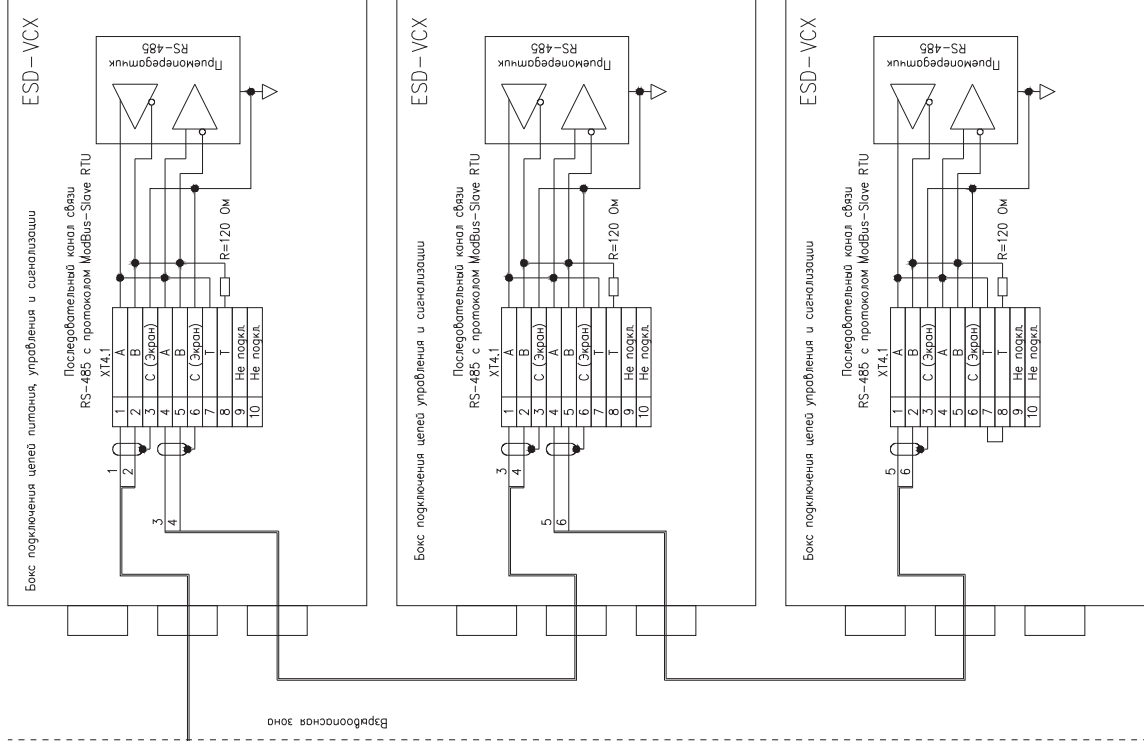 ESD-VCX
Бокс подключения цепей питания, управления и сигнализации
Приемопередатчик
RS-485
Последовательный канал связи
RS-485 с протоколом ModBus-Slave RTU
XT4.1
R=120 Ом
1 A
2 B
3 C (Экран)
4 A
5 B
6 C (Экран)
7 T
8 T
9 Не подкл.
10 Не подкл.
1
2
3
4
ESD-VCX
Бокс подключения цепей управления и сигнализации
Приемопередатчик
RS-485
Последовательный канал связи
RS-485 с протоколом ModBus-Slave RTU
XT4.1
R=120 Ом
1 A
2 B
3 C (Экран)
4 A
5 B
6 C (Экран)
7 T
8 T
9 Не подкл.
10 Не подкл.
3
4
5
6
ESD-VCX
Бокс подключения цепей управления и сигнализации
Приемопередатчик
RS-485
Последовательный канал связи
RS-485 с протоколом ModBus-Slave RTU
XT4.1
R=120 Ом
1 A
2 B
3 C (Экран)
4 A
5 B
6 C (Экран)
7 T
8 T
9 Не подкл.
10 Не подкл.
5
6
Взрывоопасная зона